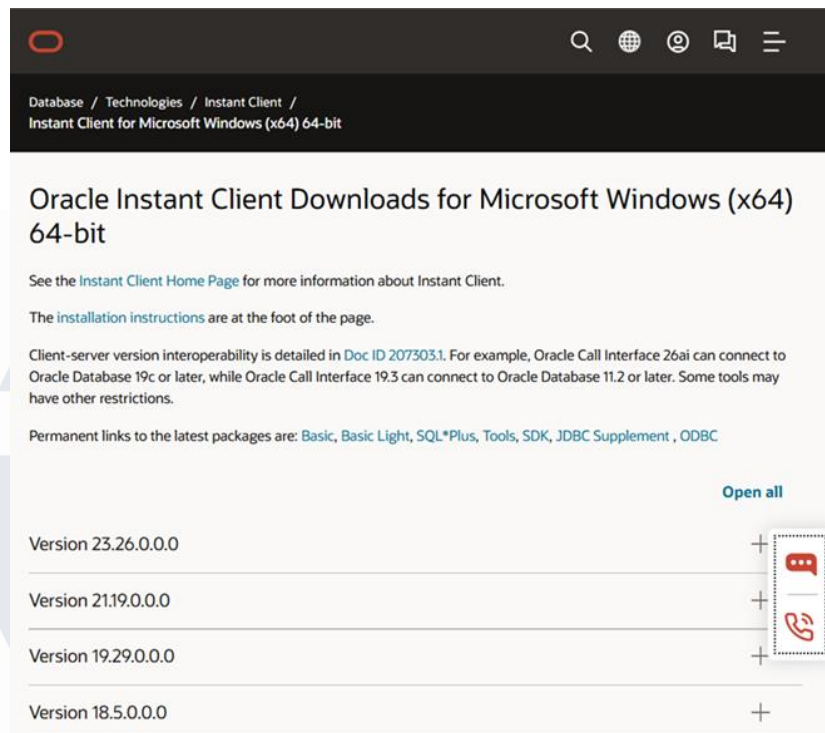 Database / Technologies / Instant Client /
Instant Client for Microsoft Windows (x64) 64-bit
Oracle Instant Client Downloads for Microsoft Windows (x64)
64-bit
See the Instant Client Home Page for more information about Instant Client.
The installation instructions are at the foot of the page.
Client-server version interoperability is detailed in Doc ID 207303.1. For example, Oracle Call Interface 26ai can connect to
Oracle Database 19c or later, while Oracle Call Interface 19.3 can connect to Oracle Database 11.2 or later. Some tools may
have other restrictions.
Permanent links to the latest packages are: Basic, Basic Light, SQL*Plus, Tools, SDK, JDBC Supplement , ODBC
Open all
Version 23.26.0.0.0
Version 21.19.0.0.0
Version 19.29.0.0.0
Version 18.5.0.0.0